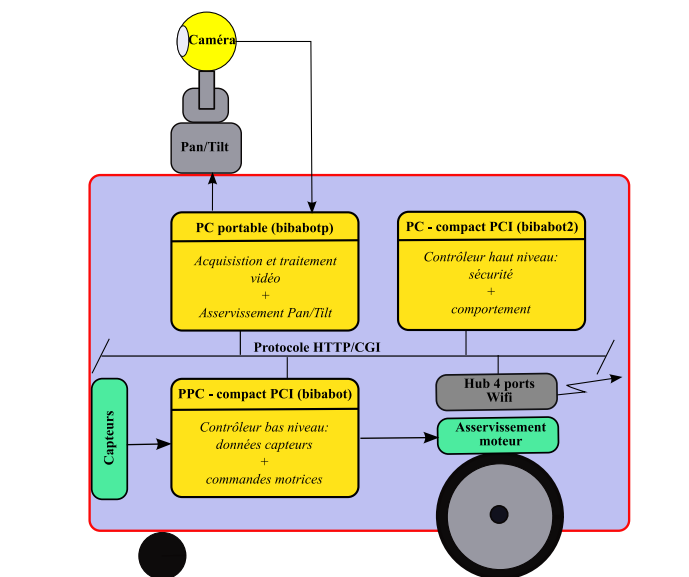 Caméra
Pan/Tilt
PC portable (bibabotp)
Acquisistion et traitement
vidéo
+
Asservissement Pan/Tilt
PC - compact PCI (bibabot2)
Contrôleur haut niveau:
sécurité
+
comportement
Protocole HTTP/CGI
Capteurs
PPC - compact PCI (bibabot)
Contrôleur bas niveau:
données capteurs
+
commandes motrices
Hub 4 ports
Wifi
Asservissement
moteur